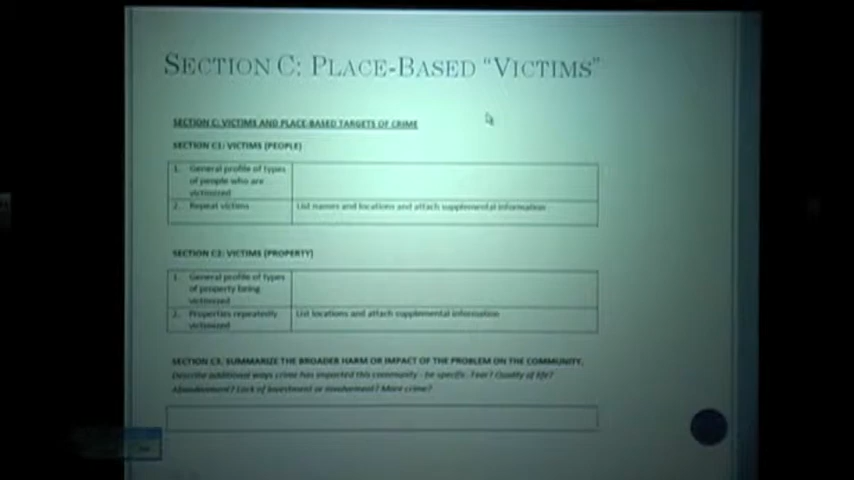 SECTION C: PLACE-BASED “VICTIMS”
SECTION C: VICTIMS AND PLACE-BASED TARGETS OF CRIME
SECTION C1: VICTIMS (PEOPLE)
1. General profile of types
of people who are
victimized
2. Repeat victims
List names and locations and attach supplemental information
SECTION C2: VICTIMS (PROPERTY)
1. General profile of types
of property being
victimized
2. Properties repeatedly
victimized
List locations and attach supplemental information
SECTION C3. SUMMARIZE THE BROADER HARM OR IMPACT OF THE PROBLEM ON THE COMMUNITY.
Describe additional ways crime has impacted this community - be specific. Fear? Quality of life?
Abandonment? Lack of investment or involvement? More crime?